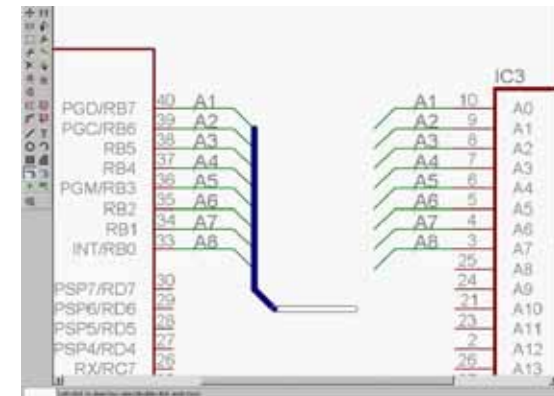 IC3
PGD/RB7 40 A1 A1 10 A0
PGC/RB6 39 A2 A2 9 A1
RB5 38 A3 A3 8 A2
RB4 37 A4 A4 7 A3
PGM/RB3 36 A5 A5 6 A4
RB2 35 A6 A6 5 A5
RB1 34 A7 A7 4 A6
INT/RB0 33 A8 A8 3 A7
25 A8
PSP7/RD7 30 24 A9
PSP6/RD6 29 21 A10
PSP5/RD5 28 23 A11
PSP4/RD4 27 2 A12
RX/RC7 26 26 A13